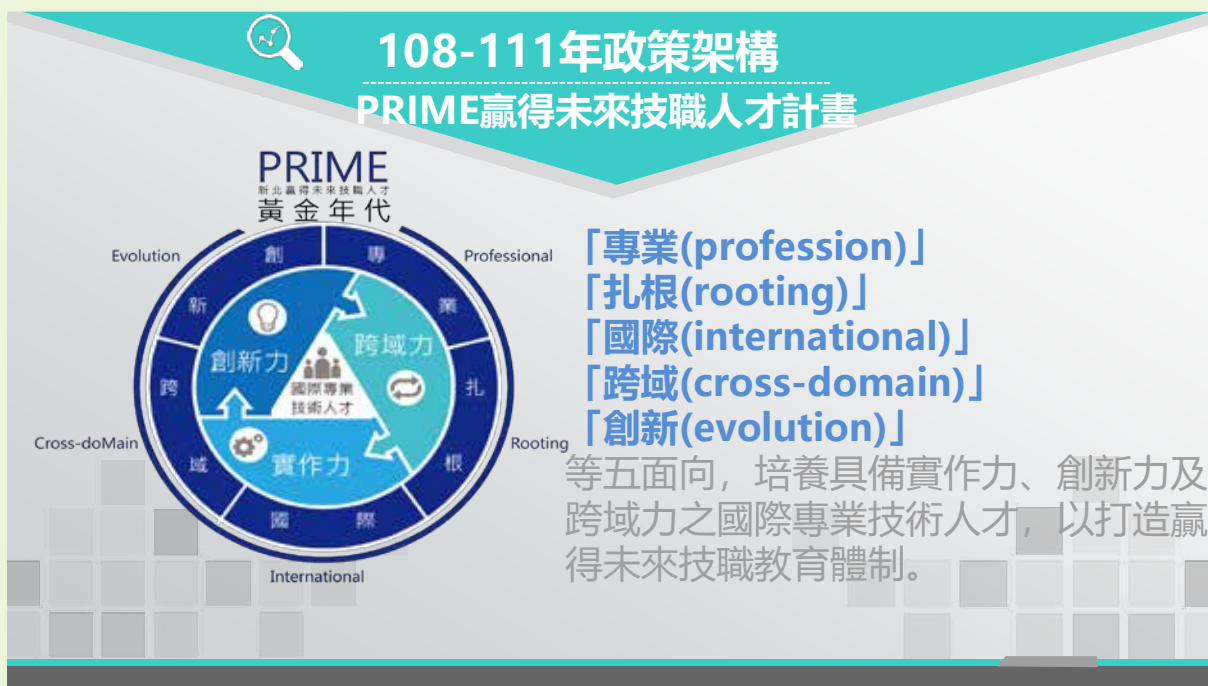 108-111年政策架構
PRIME贏得未來技職人才計畫
PRIME
新北贏得未來技職人才
黃金年代
Evolution
Professional
創新
專業
跨域
扎根
國際
創新力
跨域力
實作力
國際專業
技術人才
Cross-doMain
Rooting
International
「專業(profession)」
「扎根(rooting)」
「國際(international)」
「跨域(cross-domain)」
「創新(evolution)」
等五面向，培養具備實作力、創新力及
跨域力之國際專業技術人才，以打造贏
得未來技職教育體制。